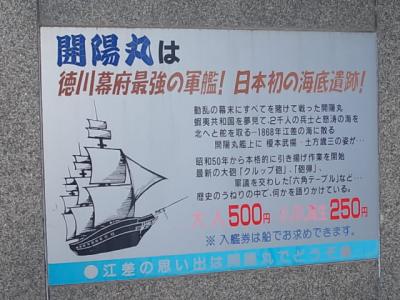 開陽丸は
徳川幕府最強の軍艦! 日本初の海底遺跡!
動乱の幕末にすべてを賭けて戦った開陽丸
蝦夷共和国を夢見て、2千人の兵士と怒涛の海を
北へと舵を取る…1868年江差の海に散る
開陽丸艦上に 榎本武揚・土方歳三の姿が…
昭和50年から本格的に引き揚げ作業を開始
最新の大砲「クルップ砲」、「砲弾」、
軍議を交わした「六角テーブル」など…
歴史のうねりの中で、何かを語りかけている。
大人500円 小中高生250円
※ 入艦券は船でお求めできます。
●江差の思い出は開陽丸でどうぞ●